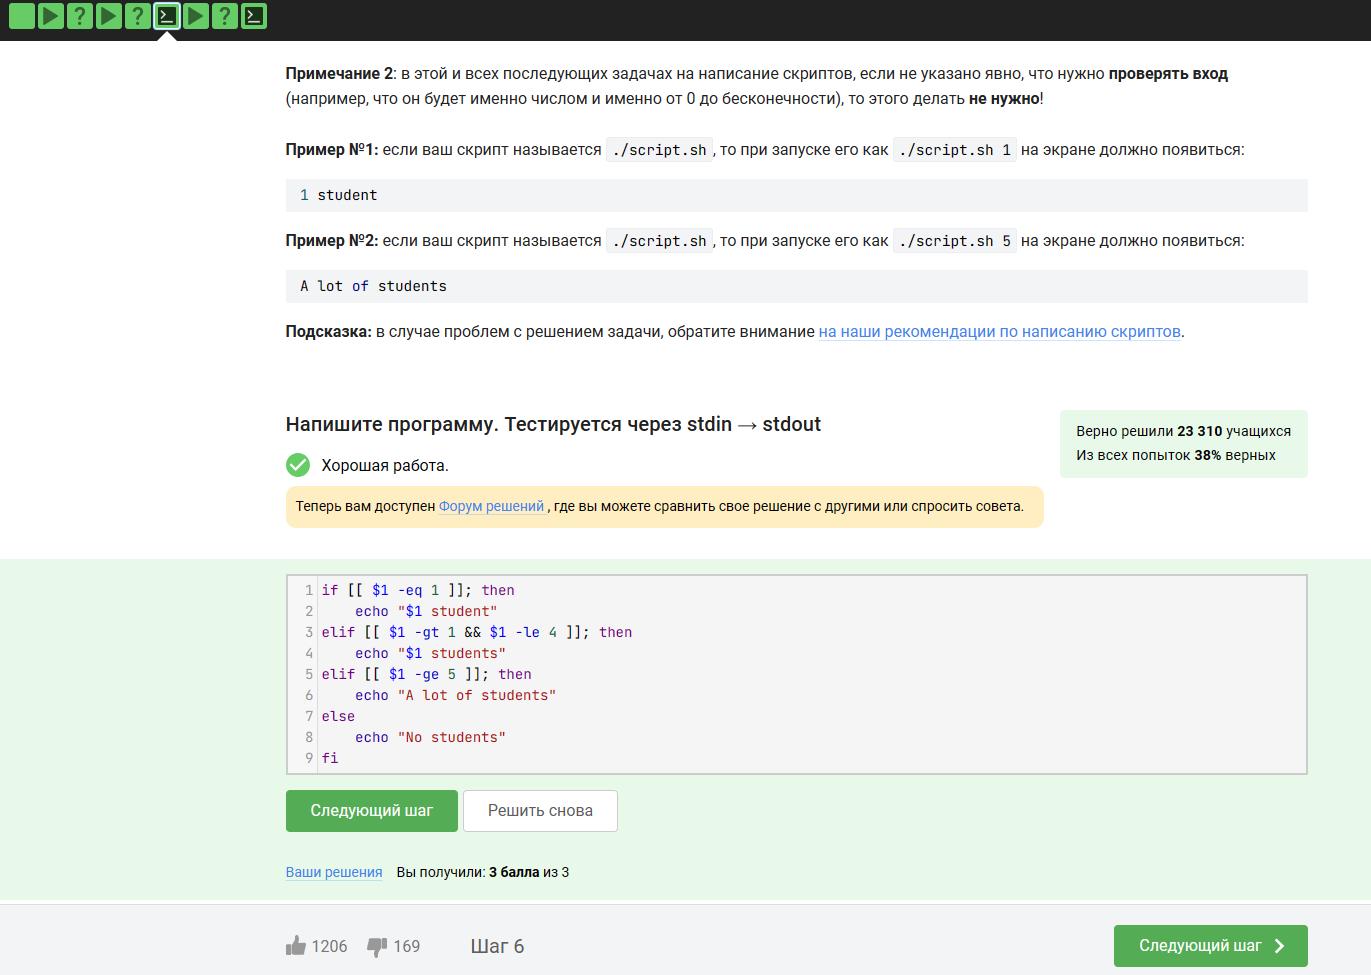 Примечание 2: в этой и всех последующих задачах на написание скриптов, если не указано явно, что нужно проверять вход
(например, что он будет именно числом и именно от 0 до бесконечности), то этого делать не нужно!
Пример №1: если ваш скрипт называется ./script.sh, то при запуске его как ./script.sh 1 на экране должно появиться:
1 student
Пример №2: если ваш скрипт называется ./script.sh, то при запуске его как ./script.sh 5 на экране должно появиться:
A lot of students
Подсказка: в случае проблем с решением задачи, обратите внимание на наши рекомендации по написанию скриптов.
Напишите программу. Тестируется через stdin → stdout
Верно решили 23 310 учащихся
Из всех попыток 38% верных
Хорошая работа.
Теперь вам доступен Форум решений , где вы можете сравнить свое решение с другими или спросить совета.
1 if [[ $1 -eq 1 ]]; then
2     echo "$1 student"
3 elif [[ $1 -gt 1 && $1 -le 4 ]]; then
4     echo "$1 students"
5 elif [[ $1 -ge 5 ]]; then
6     echo "A lot of students"
7 else
8     echo "No students"
9 fi
Следующий шаг
Решить снова
Ваши решения Вы получили: 3 балла из 3
1206 169 Шаг 6 Следующий шаг